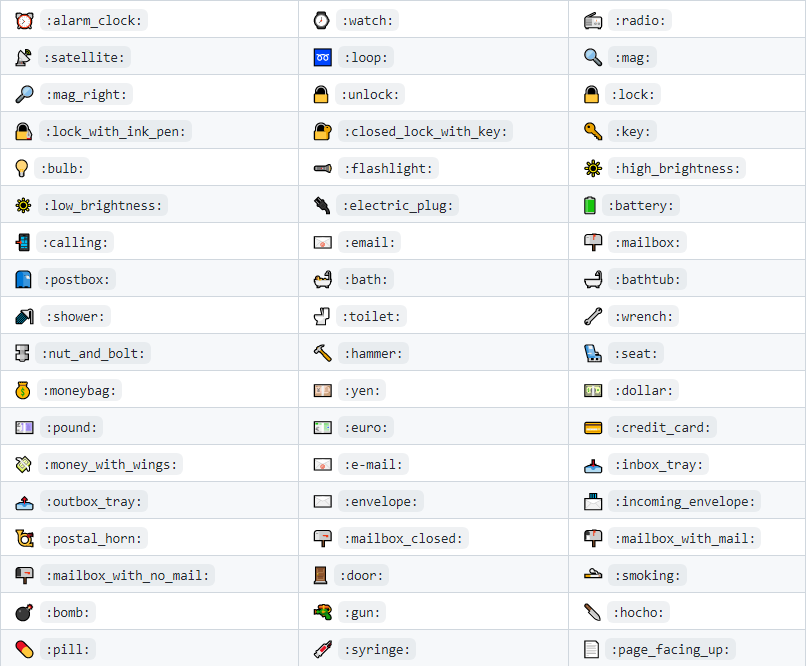 :alarm_clock: :watch: :radio:
:satellite: :loop: :mag:
:mag_right: :unlock: :lock:
:lock_with_ink_pen: :closed_lock_with_key: :key:
:bulb: :flashlight: :high_brightness:
:low_brightness: :electric_plug: :battery:
:calling: :email: :mailbox:
:postbox: :bath: :bathtub:
:shower: :toilet: :wrench:
:nut_and_bolt: :hammer: :seat:
:moneybag: :yen: :dollar:
:pound: :euro: :credit_card:
:money_with_wings: :e-mail: :inbox_tray:
:outbox_tray: :envelope: :incoming_envelope:
:postal_horn: :mailbox_closed: :mailbox_with_mail:
:mailbox_with_no_mail: :door: :smoking:
:bomb: :gun: :hocho:
:pill: :syringe: :page_facing_up: